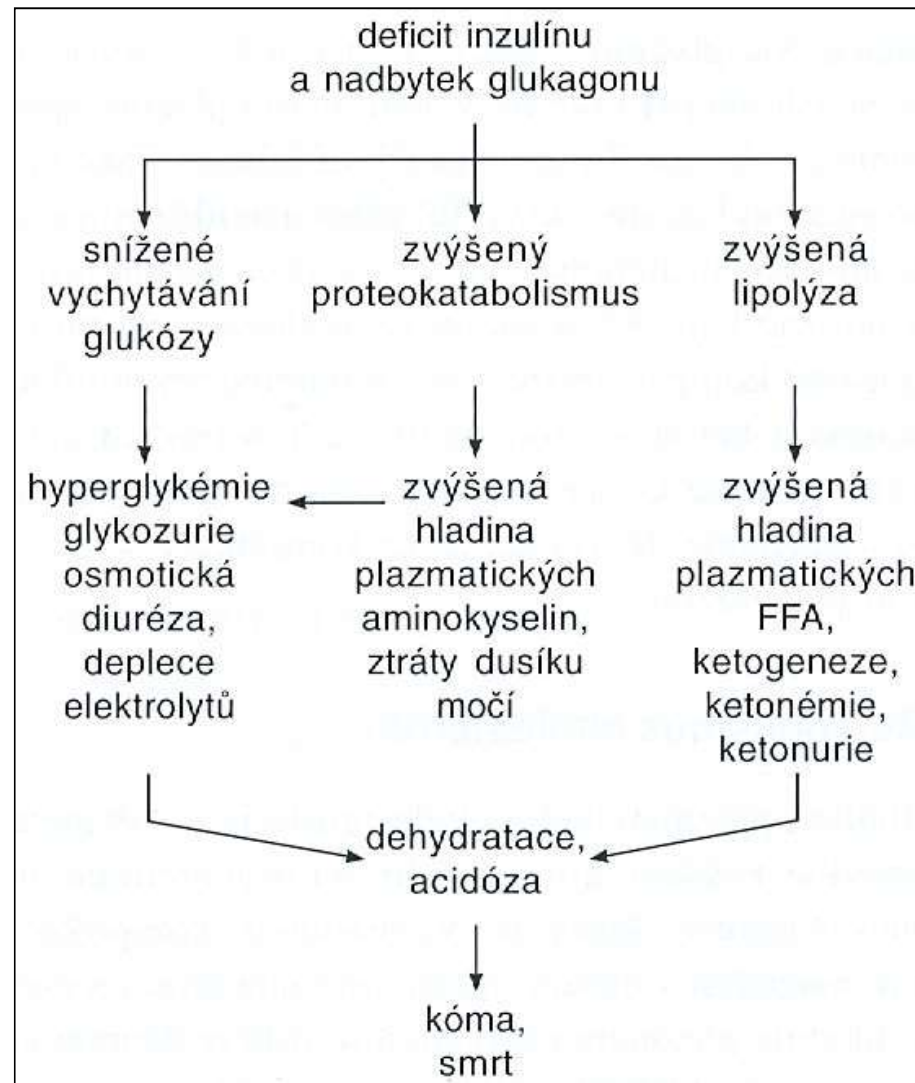 deficit inzulínu
a nadbytek glukagonu
snížené
vychytávání
glukózy
zvýšený
proteokatabolismus
zvýšená
lipolýza
hyperglykémie
glykozurie
osmotická
diuréza,
deplece
elektrolytů
zvýšená
hladina
plazmatických
aminokyselin,
ztráty dusíku
močí
zvýšená
hladina
plazmatických
FFA,
ketogeneze,
ketonémie,
ketonurie
dehydratace,
acidóza
kóma,
smrt